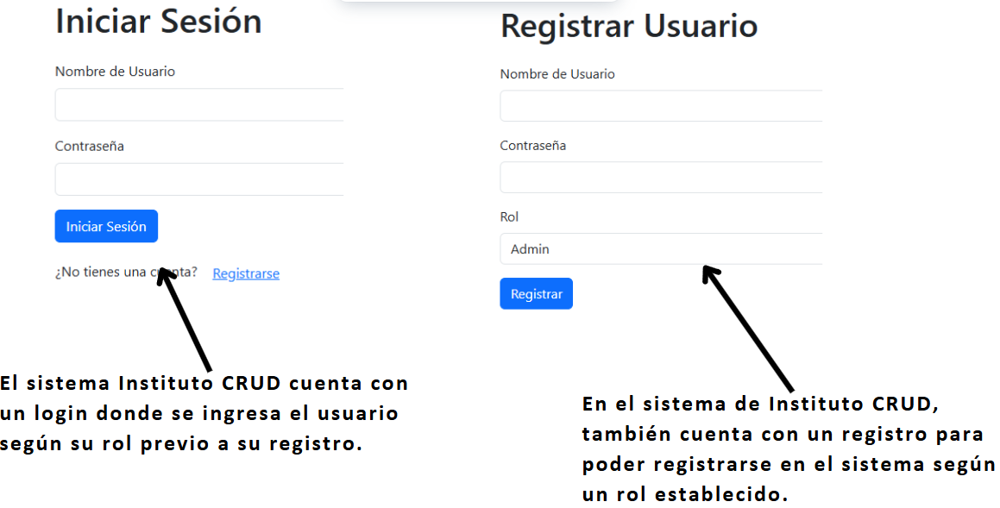 Iniciar Sesión
Nombre de Usuario
Contraseña
Iniciar Sesión
¿No tienes una cuenta? Registrarse
El sistema Instituto CRUD cuenta con
un login donde se ingresa el usuario
según su rol previo a su registro.
Registrar Usuario
Nombre de Usuario
Contraseña
Rol
Admin
Registrar
En el sistema de Instituto CRUD,
también cuenta con un registro para
poder registrarse en el sistema según
un rol establecido.